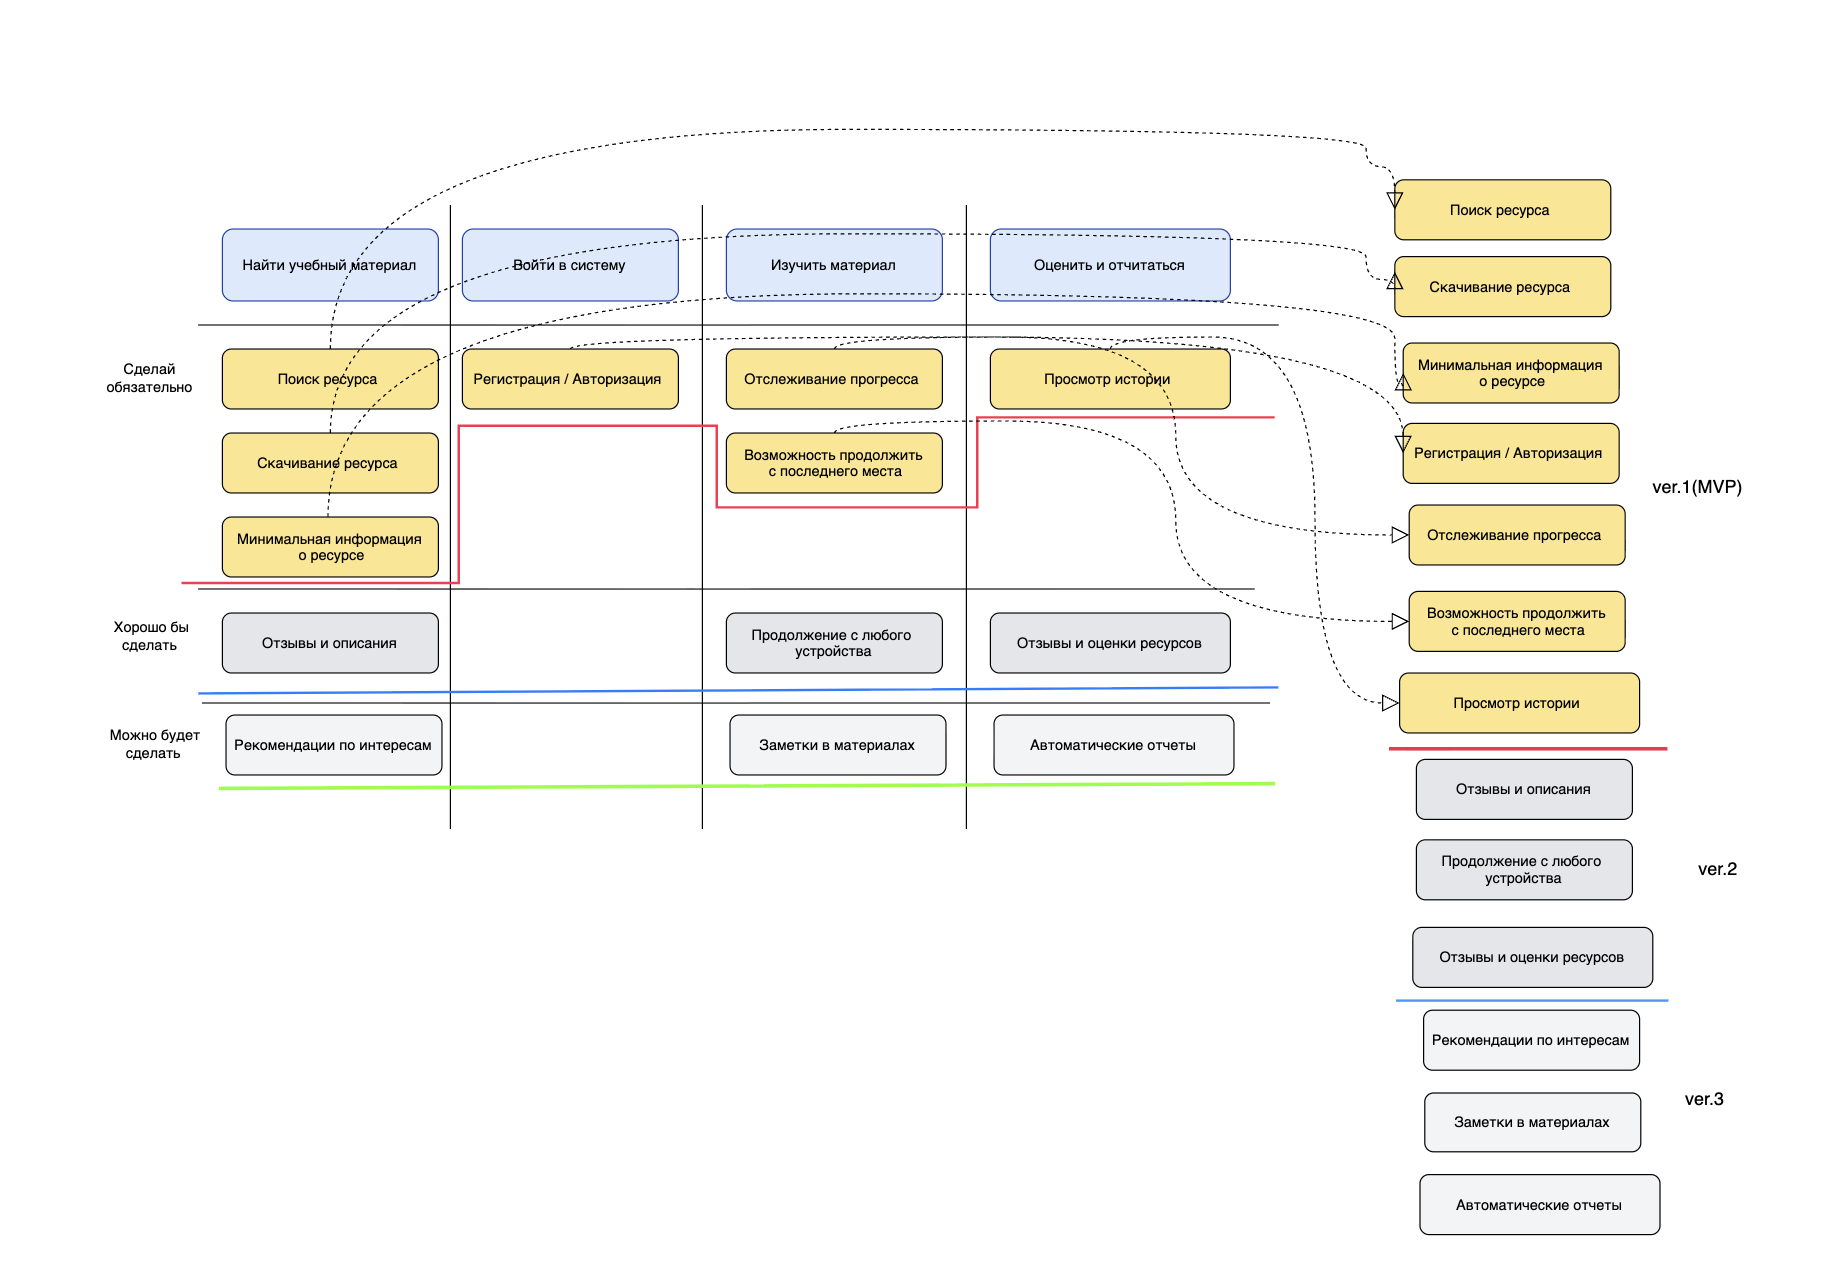 Найти учебный материал
Войти в систему
Изучить материал
Оценить и отчитаться
Сделай
обязательно
Поиск ресурса
Регистрация / Авторизация
Отслеживание прогресса
Просмотр истории
Скачивание ресурса
Возможность продолжить
с последнего места
Минимальная информация
о ресурсе
Хорошо бы
сделать
Отзывы и описания
Продолжение с любого
устройства
Отзывы и оценки ресурсов
Можно будет
сделать
Рекомендации по интересам
Заметки в материалах
Автоматические отчеты
Поиск ресурса
Скачивание ресурса
Минимальная информация
о ресурсе
Регистрация / Авторизация
ver.1(MVP)
Отслеживание прогресса
Возможность продолжить
с последнего места
Просмотр истории
Отзывы и описания
Продолжение с любого
устройства
ver.2
Отзывы и оценки ресурсов
Рекомендации по интересам
ver.3
Заметки в материалах
Автоматические отчеты